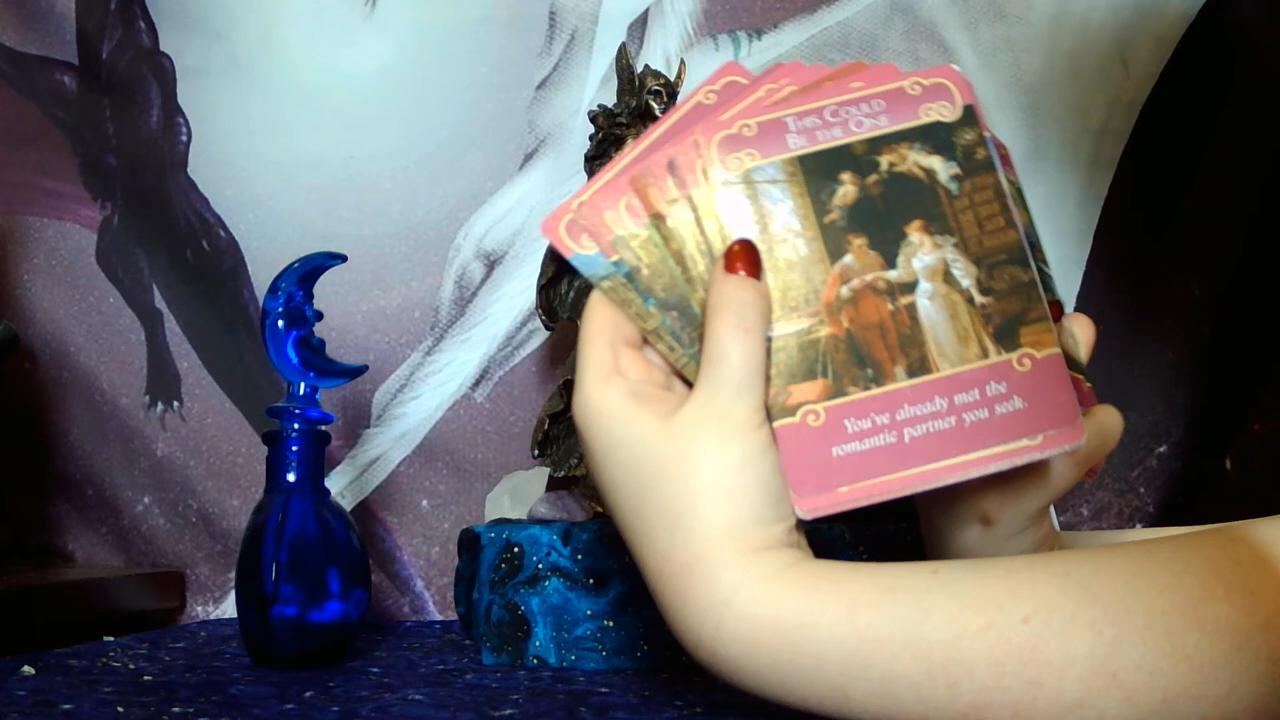 This Could
Be the One
You've already met the
romantic partner you seek.